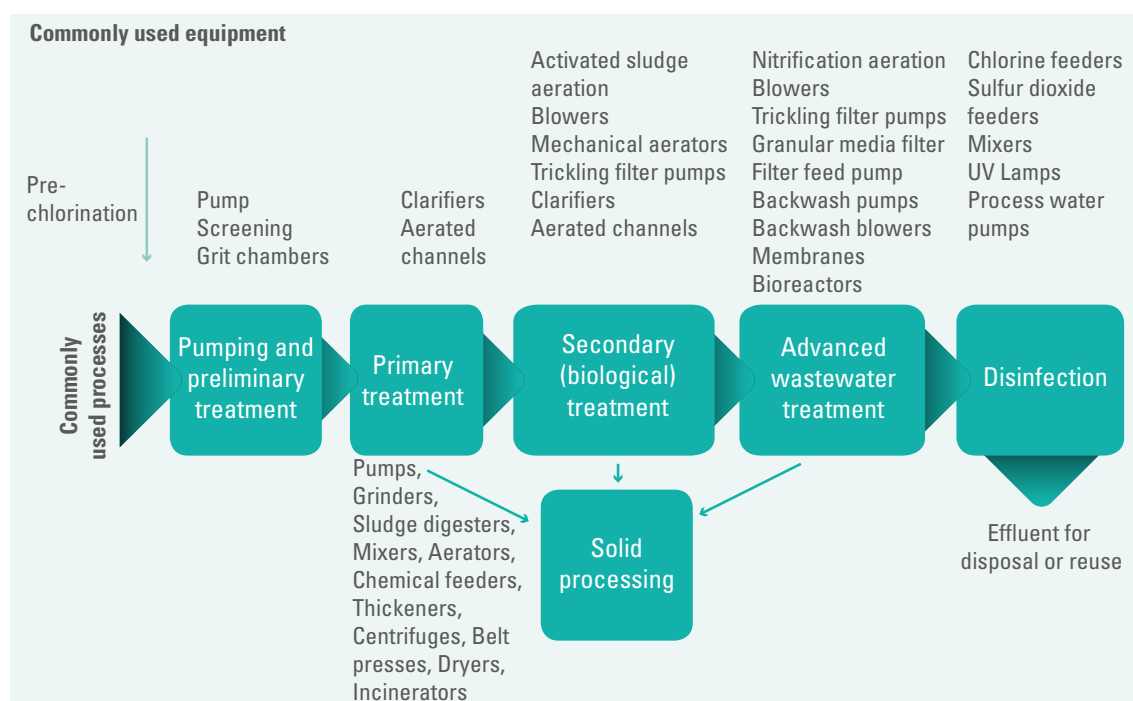 Commonly used equipment
Pre-
chlorination
Pump
Screening
Grit chambers
Clarifiers
Aerated
channels
Activated sludge
aeration
Blowers
Mechanical aerators
Trickling filter pumps
Clarifiers
Aerated channels
Nitrification aeration
Blowers
Trickling filter pumps
Granular media filter
Filter feed pump
Backwash pumps
Backwash blowers
Membranes
Bioreactors
Chlorine feeders
Sulfur dioxide
feeders
Mixers
UV Lamps
Process water
pumps
Commonly
used processes
Pumping and
preliminary
treatment
Primary
treatment
Secondary
(biological)
treatment
Advanced
wastewater
treatment
Disinfection
Pumps,
Grinders,
Sludge digesters,
Mixers, Aerators,
Chemical feeders,
Thickeners,
Centrifuges, Belt
presses, Dryers,
Incinerators
Solid
processing
Effluent for
disposal or reuse